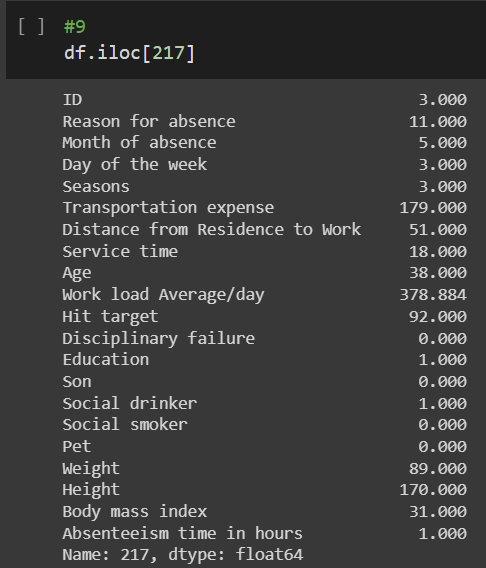 [ ] #9
df.iloc[217]
ID 3.000
Reason for absence 11.000
Month of absence 5.000
Day of the week 3.000
Seasons 3.000
Transportation expense 179.000
Distance from Residence to Work 51.000
Service time 18.000
Age 38.000
Work load Average/day 378.884
Hit target 92.000
Disciplinary failure 0.000
Education 1.000
Son 0.000
Social drinker 1.000
Social smoker 0.000
Pet 0.000
Weight 89.000
Height 170.000
Body mass index 31.000
Absenteeism time in hours 1.000
Name: 217, dtype: float64